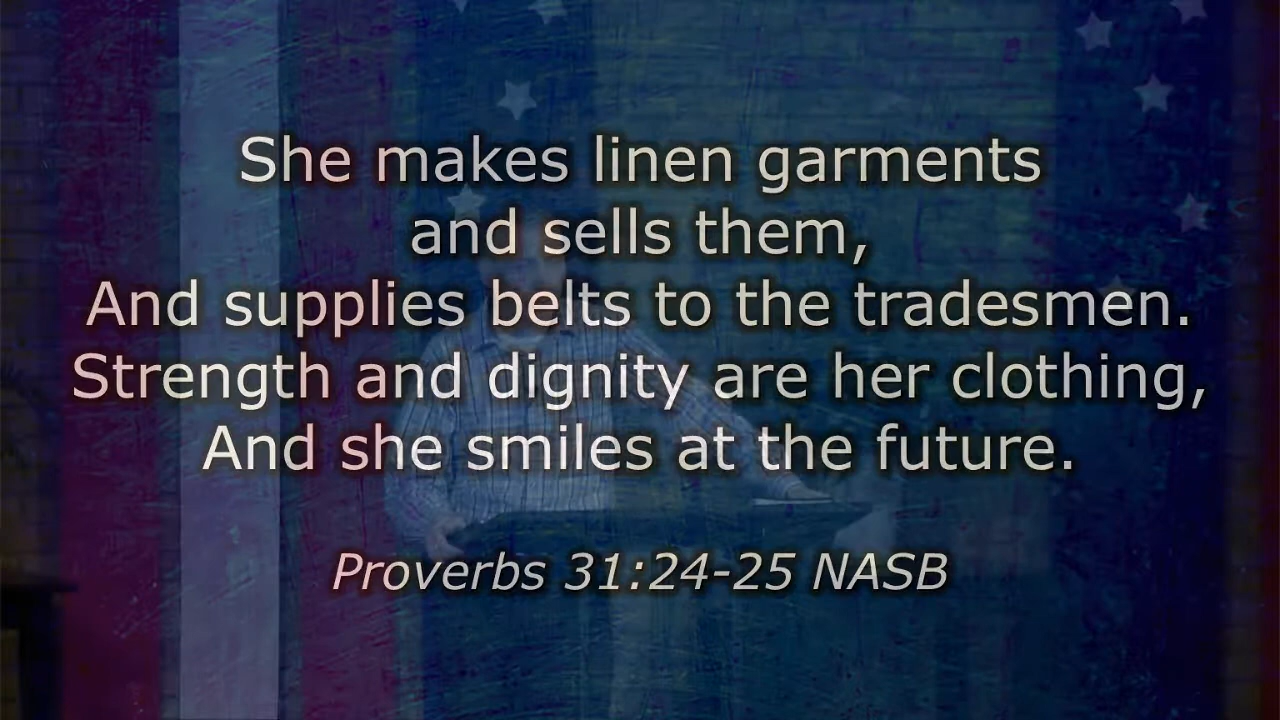 She makes linen garments
and sells them,
And supplies belts to the tradesmen.
Strength and dignity are her clothing,
And she smiles at the future.
Proverbs 31:24-25 NASB